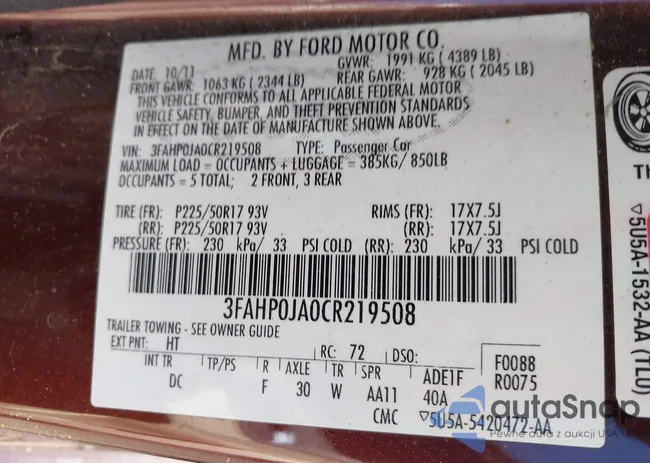 MFD. BY FORD MOTOR CO.
DATE: 10/11 GVWR: 1991 KG ( 4389 LB)
FRONT GAWR: 1063 KG ( 2344 LB) REAR GAWR: 928 KG ( 2045 LB)
THIS VEHICLE CONFORMS TO ALL APPLICABLE FEDERAL MOTOR
VEHICLE SAFETY, BUMPER, AND THEFT PREVENTION STANDARDS
IN EFFECT ON THE DATE OF MANUFACTURE SHOWN ABOVE.
VIN: 3FAHP0JA0CR219508 TYPE: Passenger Car
MAXIMUM LOAD = OCCUPANTS + LUGGAGE = 385KG/ 850LB
OCCUPANTS = 5 TOTAL; 2 FRONT, 3 REAR
TIRE (FR): P225/50R17 93V RIMS (FR): 17X7.5J
(RR): P225/50R17 93V (RR): 17X7.5J
PRESSURE (FR): 230 kPa/ 33 PSI COLD (RR): 230 kPa/ 33 PSI COLD
3FAHP0JA0CR219508
TRAILER TOWING - SEE OWNER GUIDE
EXT PNT: HT RC: 72 DSO: F0088
INT TR TP/PS R AXLE TR SPR ADE1F R0075
DC F 30 W AA11 40A
CMC ▽5U5A-5420472-AA
▽5U5A-1532-AA (TLU)
autoSnap
Pewne auta z aukcji USA